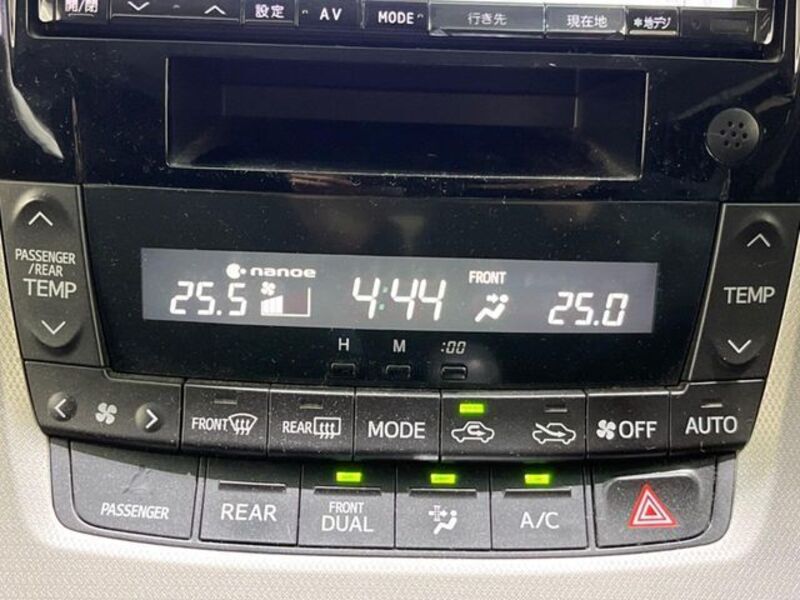 開/閉 設定 AV MODE 行き先 現在地 *地デジ
PASSENGER
/REAR
TEMP
nanoe
25.5 4:44 FRONT 25.0
TEMP
H M :00
FRONT REAR MODE OFF AUTO
PASSENGER REAR FRONT
DUAL A/C